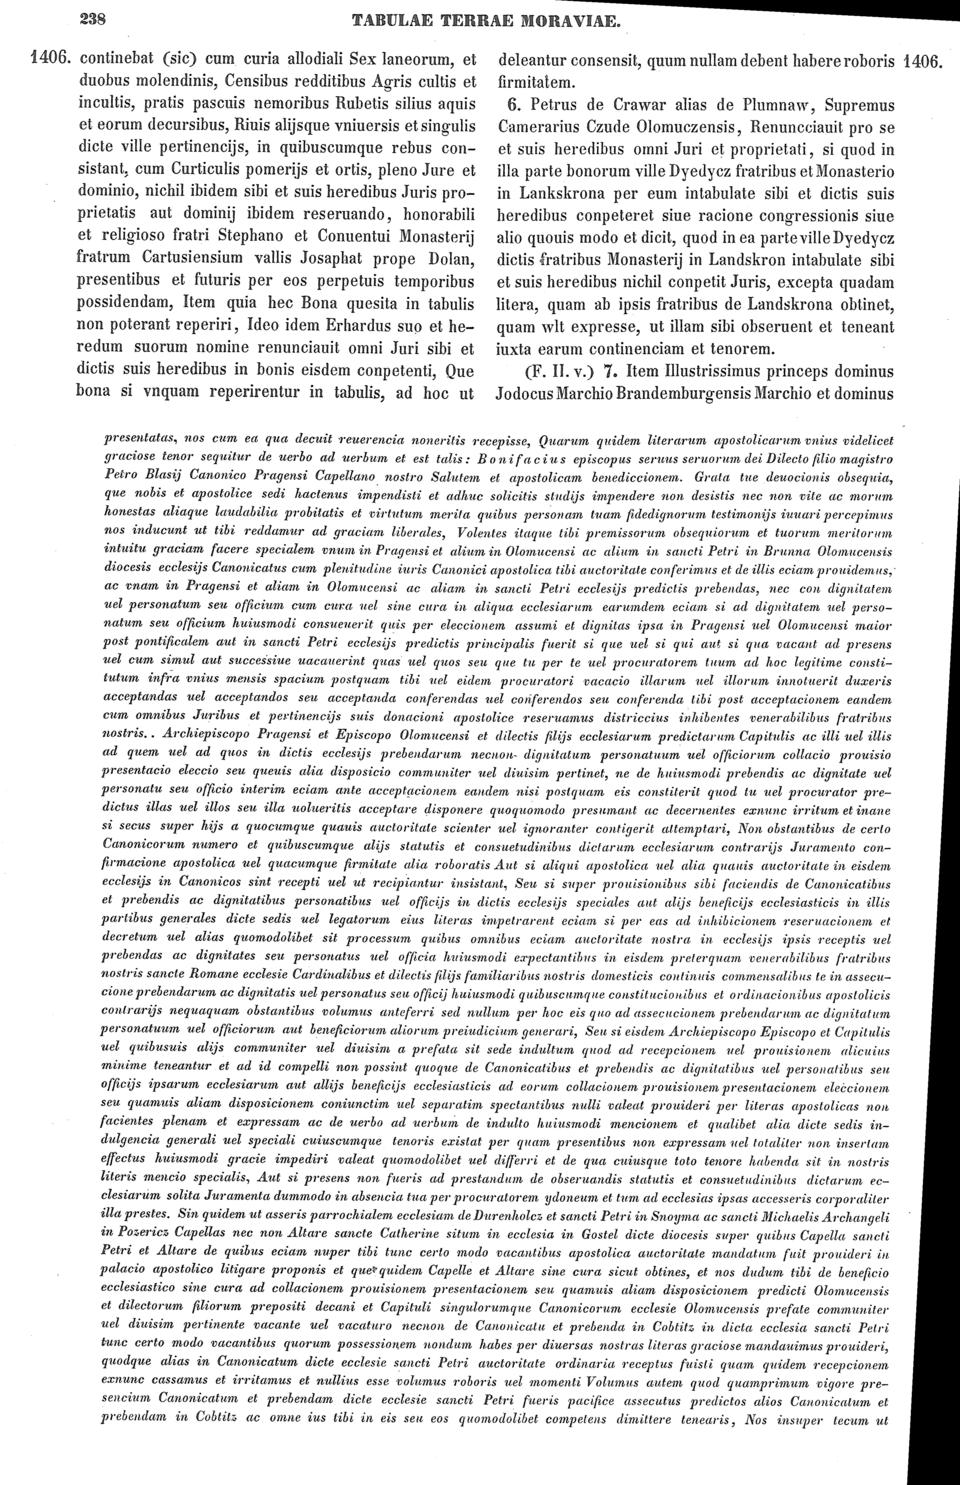 238
TABULAE TERRAE MORAVIAE.
1406. continebat (sic) cum curia allodiali Sex laneorum, et
duobus molendinis, Censibus redditibus Agris cultis et
incultis, pratis pascuis nemoribus Rubetis siluis aquis
et eorum decursibus, Riuis alijsque vniuersis et singulis
dicte ville pertinencijs, in quibuscumque rebus con-
sistant, cum Curticulis pomerijs et ortis, pleno Jure et
dominio, nichil ibidem sibi et suis heredibus Juris pro-
prietatis aut dominij ibidem reseruando, honorabili
et religioso fratri Stephano et Conuentui Monasterij
fratrum Cartusiensium vallis Josaphat prope Dolan,
presentibus et futuris per eos perpetuis temporibus
possidendam, Item quia hec Bona quesita in tabulis
non poterant reperiri, Ideo idem Erhardus suo et he-
redum suorum nomine renunciauit omni Juri sibi et
dictis suis heredibus in bonis eisdem conpetenti, Que
bona si vnquam reperirentur in tabulis, ad hoc ut
deleantur consensit, quum nullam debent habere roboris 1406.
firmitatem.
6. Petrus de Crawar alias de Plumnaw, Supremus
Camerarius Czude Olomuczensis, Renuncciauit pro se
et suis heredibus omni Juri et proprietati, si quod in
illa parte bonorum ville Dyedycz fratribus et Monasterio
in Lankskrona per eum intabulate sibi et dictis suis
heredibus conpeteret siue racione congressionis siue
alio quouis modo et dicit, quod in ea parte ville Dyedycz
dictis fratribus Monasterij in Landskron intabulate sibi
et suis heredibus nichil conpetit Juris, excepta quadam
litera, quam ab ipsis fratribus de Landskrona obtinet,
quam wlt expresse, ut illam sibi obseruent et teneant
iuxta earum continenciam et tenorem.
(F. II. v.) 7. Item Illustrissimus princeps dominus
Jodocus Marchio Brandemburgensis Marchio et dominus
presentatas, nos cum ea qua decuit reuerencia noneritis recepisse, Quarum quidem literarum apostolicarum vnius videlicet
graciose tenor sequitur de uerbo ad uerbum et est talis: Bonifacius episcopus seruus seruorum dei Dilecto filio magistro
Petro Blasij Canonico Pragensi Capellano nostro Salutem et apostolicam benediccionem. Grata tue deuocionis obsequia,
que nobis et apostolice sedi hactenus impendisti et adhuc solicitis studijs impendere non desistis nec non vite ac morum
honestas aliaque laudabilia probitatis et virtutum merita quibus personam tuam fidedignorum testimonijs iuuari percepimus
nos inducunt ut tibi reddamur ad graciam liberales, Volentes itaque tibi premissorum obsequiorum et tuorum meritorum
intuitu graciam facere specialem vnum in Pragensi et alium in Olomucensi ac alium in sancti Petri in Brunna Olomucensis
diocesis ecclesijs Canonicatus cum plenitudine iuris Canonici apostolica tibi auctoritate conferimus et de illis eciam prouidemus,
ac vnam in Pragensi et aliam in Olomucensi ac aliam in sancti Petri ecclesijs predictis prebendas, nec con dignitatem
uel personatum seu officium cum cura uel sine cura in aliqua ecclesiarum earumdem eciam si ad dignitatem uel perso-
natum seu officium huiusmodi consueuerit quis per eleccionem assumi et dignitas ipsa in Pragensi uel Olomucensi maior
post pontificalem aut in sancti Petri ecclesijs predictis principalis fuerit si que uel si qui aut si qua vacant ad presens
uel cum simul aut successiue uacauerint quas uel quos seu que tu per te uel procuratorem tuum ad hoc legitime consti-
tutum infra vnius mensis spacium postquam tibi uel eidem procuratori vacacio illarum uel illorum innotuerit duxeris
acceptandas uel acceptandos seu acceptanda conferendas uel conferendos seu conferenda tibi post acceptacionem eandem
cum omnibus Juribus et pertinencijs suis donacioni apostolice reseruamus districcius inhibentes venerabilibus fratribus
nostris.. Archiepiscopo Pragensi et Episcopo Olomucensi et dilectis filijs ecclesiarum predictarum Capitulis ac illi uel illis
ad quem uel ad quos in dictis ecclesijs prebendarum necnon dignitatum personatuum uel officiorum collacio prouisio
presentacio eleccio seu queuis alia disposicio communiter uel diuisim pertinet, ne de huiusmodi prebendis ac dignitate uel
personatu seu officio interim eciam ante acceptacionem eandem nisi postquam eis constiterit quod tu uel procurator pre-
dictus illas uel illos seu illa uolueritis acceptare disponere quoquomodo presumant ac decernentes exnunc irritum et inane
si secus super hijs a quocumque quauis auctoritate scienter uel ignoranter contigerit attemptari, Non obstantibus de certo
Canonicorum numero et quibuscumque alijs statutis et consuetudinibus dictarum ecclesiarum contrarijs Juramento con-
firmacione apostolica uel quacumque firmitate alia roboratis Aut si aliqui apostolica uel alia quauis auctoritate in eisdem
ecclesijs in Canonicos sint recepti uel ut recipiantur insistant, Seu si super prouisionibus sibi faciendis de Canonicatibus
et prebendis ac dignitatibus personatibus uel officijs in dictis ecclesijs speciales aut alijs beneficijs ecclesiasticis in illis
partibus generales dicte sedis uel legatorum eius literas impetrarent eciam si per eas ad inhibicionem reseruacionem et
decretum uel alias quomodolibet sit processum quibus omnibus eciam auctoritate nostra in ecclesijs ipsis receptis uel
prebendas ac dignitates seu personatus uel officia huiusmodi expectantibus in eisdem preterquam venerabilibus fratribus
nostris sancte Romane ecclesie Cardinalibus et dilectis filijs familiaribus nostris domesticis continuis commensalibus te in assecu-
cione prebendarum ac dignitatis uel personatus seu officij huiusmodi quibuscumque constitucionibus et ordinacionibus apostolicis
contrarijs nequaquam obstantibus volumus anteferri sed nullum per hoc eis quo ad assecucionem prebendarum ac dignitatum
personatuum uel officiorum aut beneficiorum aliorum preiudicium generari, Seu si eisdem Archiepiscopo Episcopo et Capitulis
uel quibusuis alijs communiter uel diuisim a prefata sit sede indultum quod ad recepcionem uel prouisionem alicuius
minime teneantur et ad id compelli non possint quoque de Canonicatibus et prebendis ac dignitatibus uel personatibus seu
officijs ipsarum ecclesiarum aut allijs beneficijs ecclesiasticis ad eorum collacionem prouisionem presentacionem eleccionem
seu quamuis aliam disposicionem coniunctim uel separatim spectantibus nulli valeat prouideri per literas apostolicas non
facientes plenam et expressam ac de uerbo ad uerbum de indulto huiusmodi mencionem et qualibet alia dicte sedis in-
dulgencia generali uel speciali cuiuscumque tenoris existat per quam presentibus non expressam uel totaliter non insertam
effectus huiusmodi gracie impediri valeat quomodolibet uel differri et de qua cuiusque toto tenore habenda sit in nostris
literis mencio specialis, Aut si presens non fueris ad prestandum de obseruandis statutis et consuetudinibus dictarum ec-
clesiarum solita Juramenta dummodo in absencia tua per procuratorem ydoneum et tum ad ecclesias ipsas accesseris corporaliter
illa prestes. Sin quidem ut asseris parrochialem ecclesiam de Durenholcz et sancti Petri in Snoyma ac sancti Michaelis Archangeli
in Pozericz Capellas nec non Altare sancte Catherine situm in ecclesia in Gostel dicte diocesis super quibus Capella sancti
Petri et Altare de quibus eciam nuper tibi tunc certo modo vacantibus apostolica auctoritate mandatum fuit prouideri in
palacio apostolico litigare proponis et que quidem Capelle et Altare sine cura sicut obtines, et nos dudum tibi de beneficio
ecclesiastico sine cura ad collacionem prouisionem presentacionem seu quamuis aliam disposicionem predicti Olomucensis
et dilectorum filiorum prepositi decani et Capituli singulorumque Canonicorum ecclesie Olomucensis prefate communiter
uel diuisim pertinente vacante uel vacaturo necnon de Canonicatu et prebenda in Cobtitz in dicta ecclesia sancti Petri
tunc certo modo vacantibus quorum possessionem nondum habes per diuersas nostras literas graciose mandauimus prouideri,
quodque alias in Canonicatum dicte ecclesie sancti Petri auctoritate ordinaria receptus fuisti quam quidem recepcionem
exnunc cassamus et irritamus et nullius esse volumus roboris uel momenti Volumus autem quod quamprimum vigore pre-
sencium Canonicatum et prebendam dicte ecclesie sancti Petri fueris pacifice assecutus predictos alios Canonicatum et
prebendam in Cobtitz ac omne ius tibi in eis seu eos quomodolibet competens dimittere tenearis, Nos insuper tecum ut